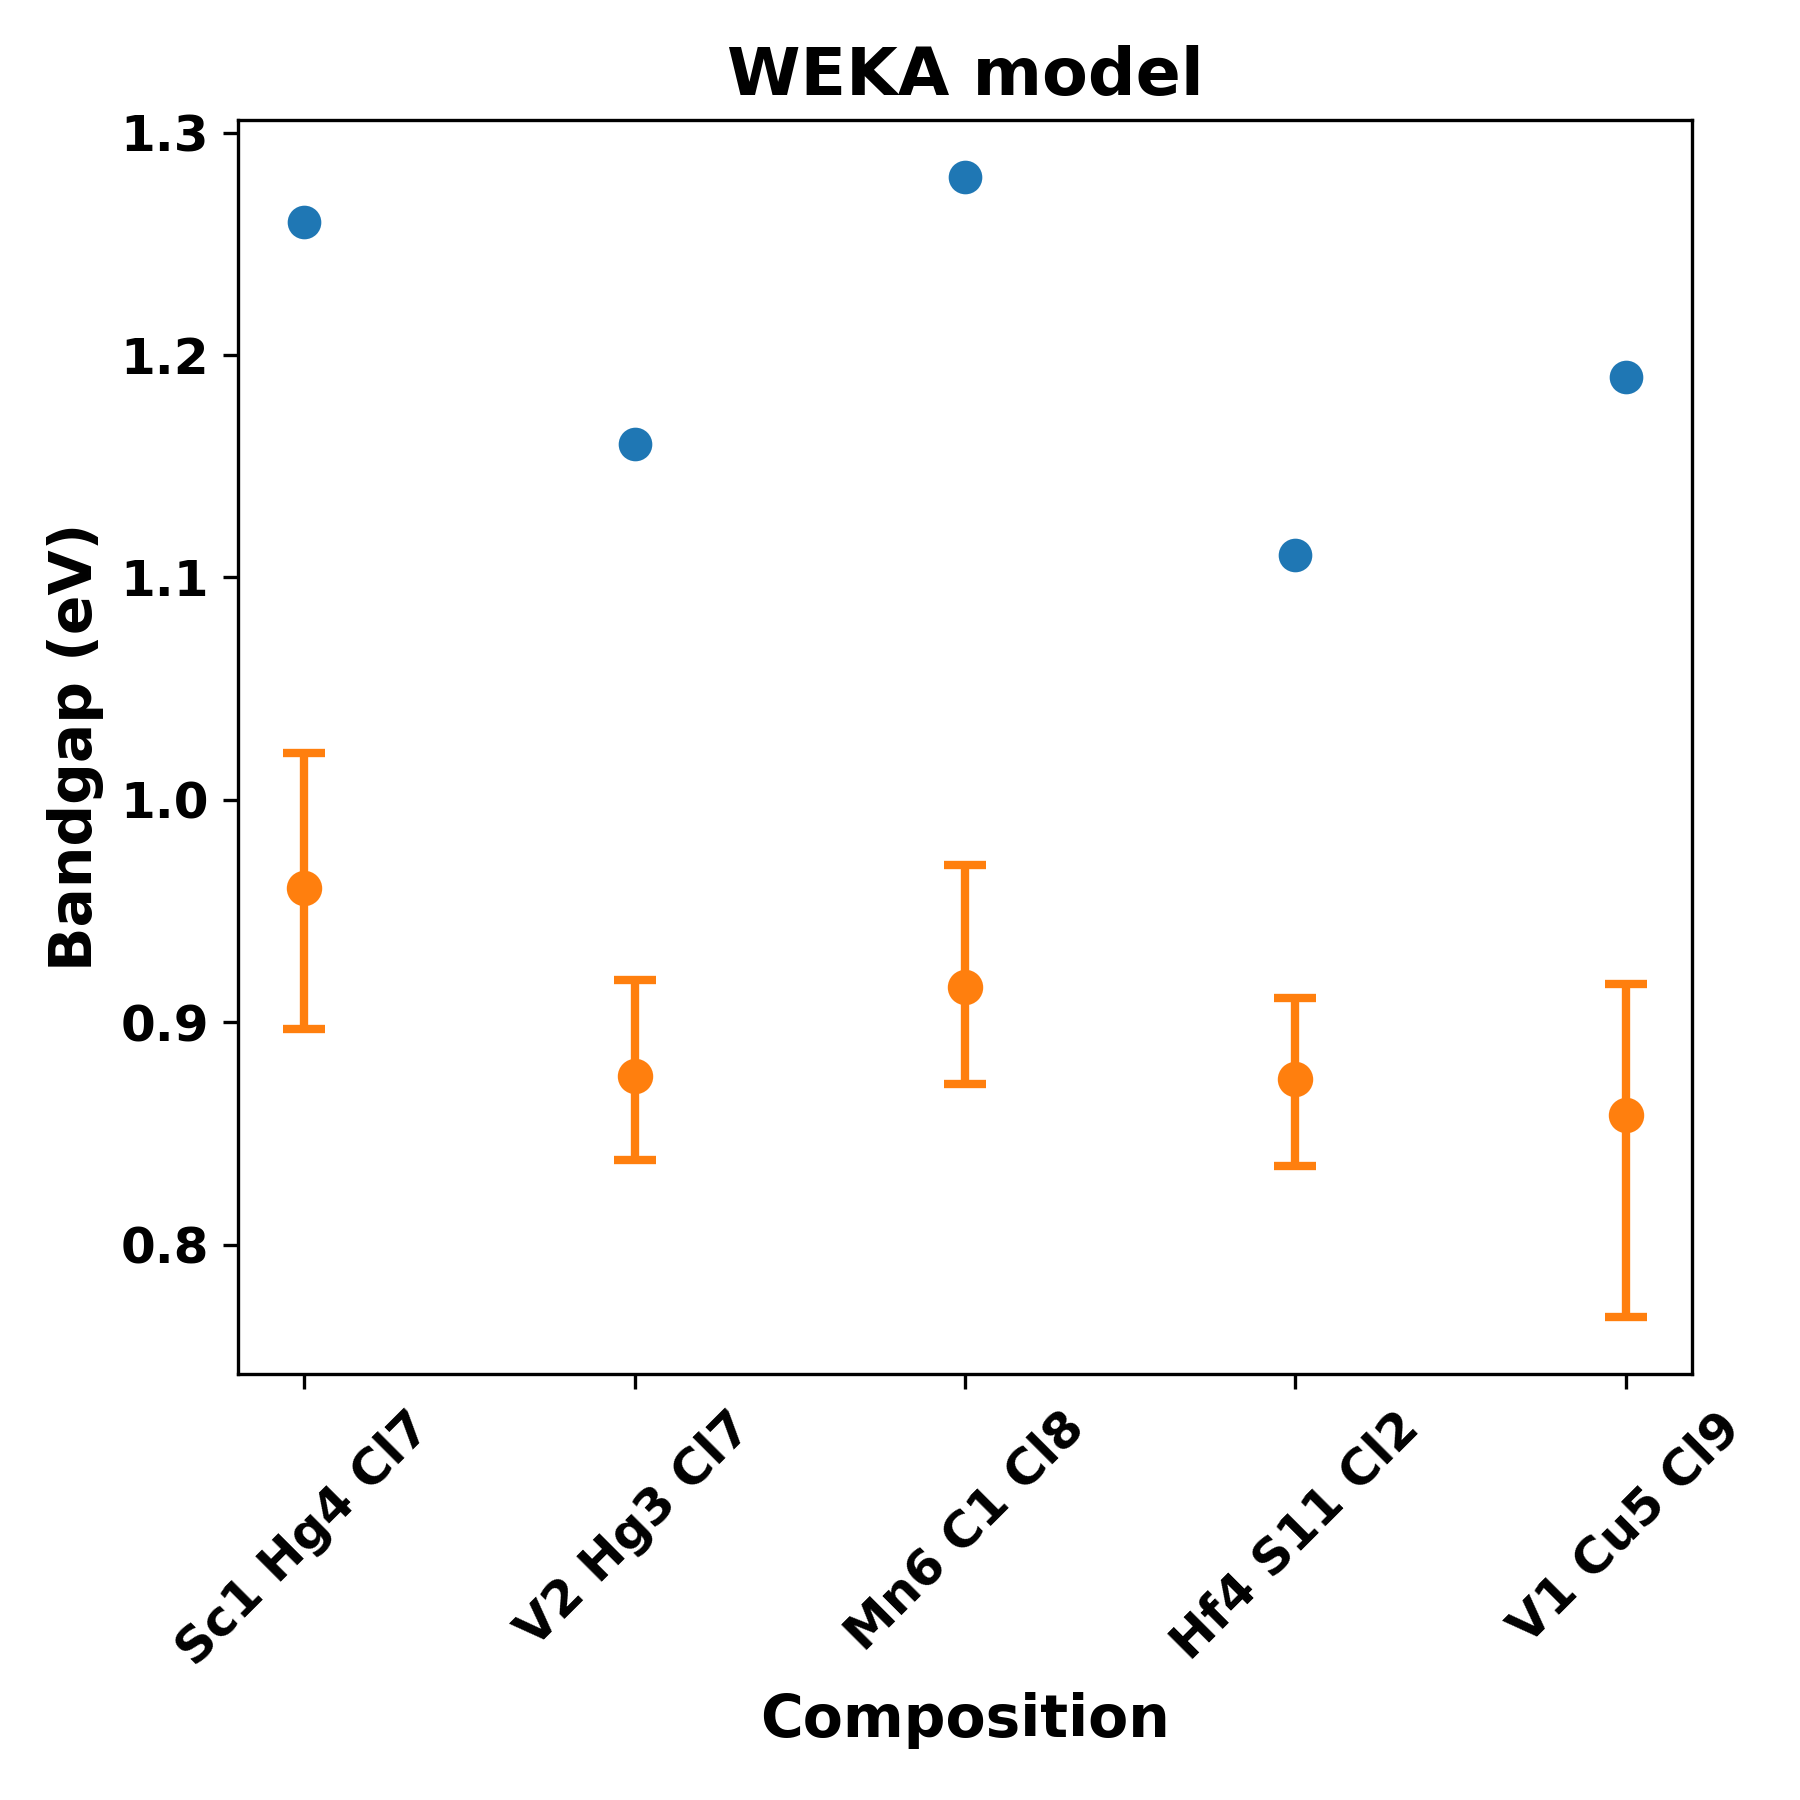 WEKA model
1.3
1.2
1.1
1.0
0.9
0.8
Bandgap (eV)
Sc1 Hg4 Cl7
V2 Hg3 Cl7
Mn6 C1 Cl8
Hf4 S11 Cl2
V1 Cu5 Cl9
Composition